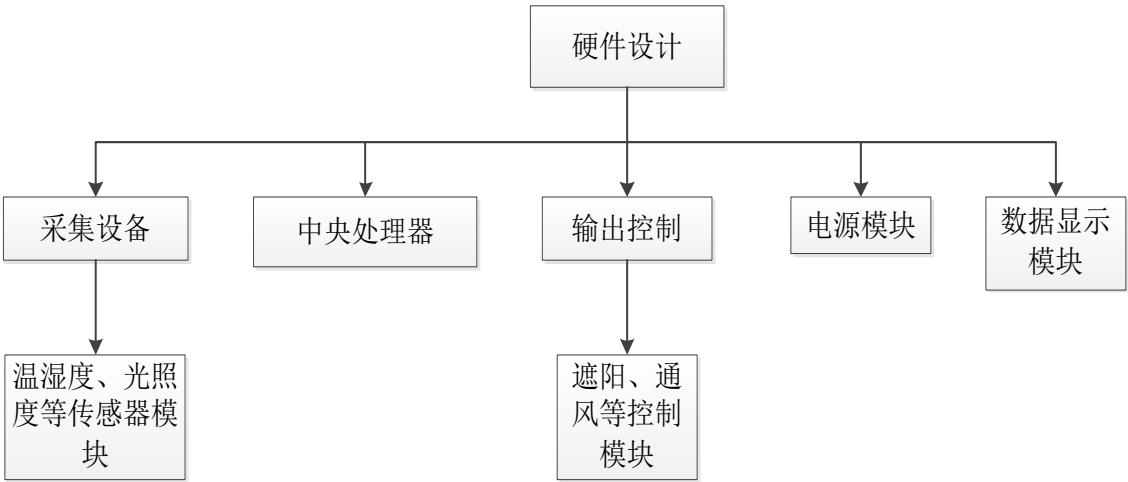 硬件设计
采集设备
中央处理器
输出控制
电源模块
数据显示
模块
温湿度、光照
度等传感器模
块
遮阳、通
风等控制
模块